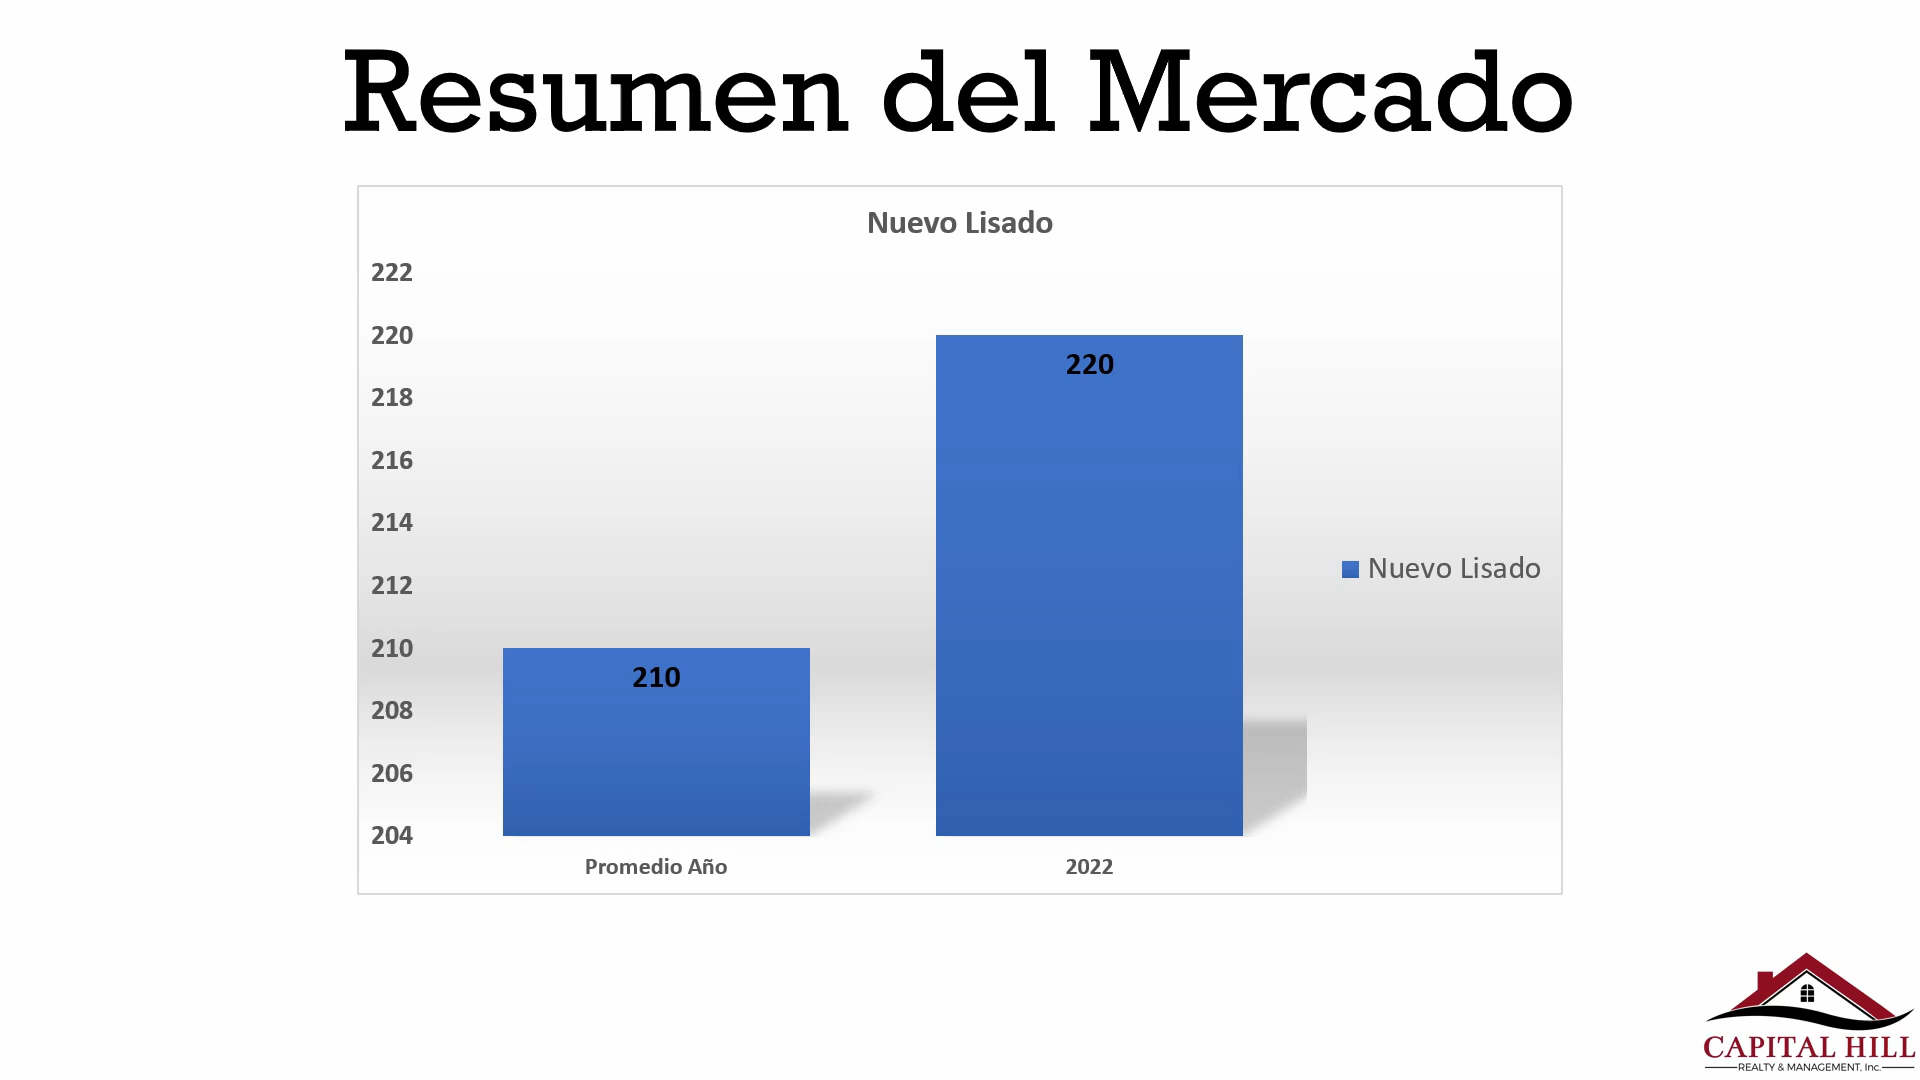 Resumen del Mercado
Nuevo Lisado
222
220
218
216
214
212
210
208
206
204
220
210
Promedio Año
2022
Nuevo Lisado
CAPITAL HILL
REALTY & MANAGEMENT, Inc.